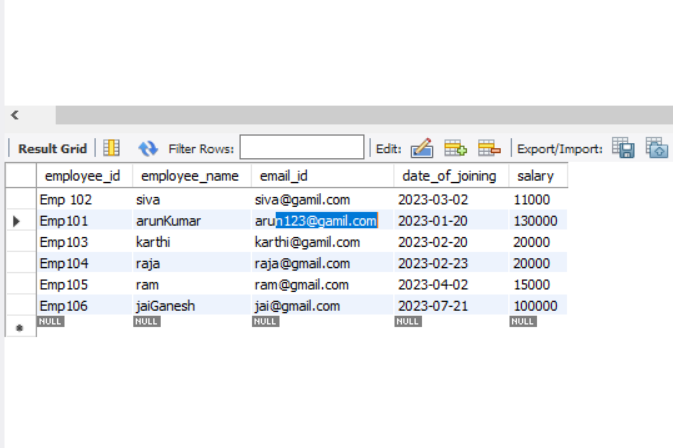 Result Grid Filter Rows: Edit: Export/Import:
employee_id employee_name email_id date_of_joining salary
Emp 102 siva siva@gamil.com 2023-03-02 11000
Emp101 arunKumar arun123@gamil.com 2023-01-20 130000
Emp103 karthi karthi@gamil.com 2023-02-20 20000
Emp104 raja raja@gmail.com 2023-02-23 20000
Emp105 ram ram@gmail.com 2023-04-02 15000
Emp106 jaiGanesh jai@gmail.com 2023-07-21 100000
NULL NULL NULL NULL NULL